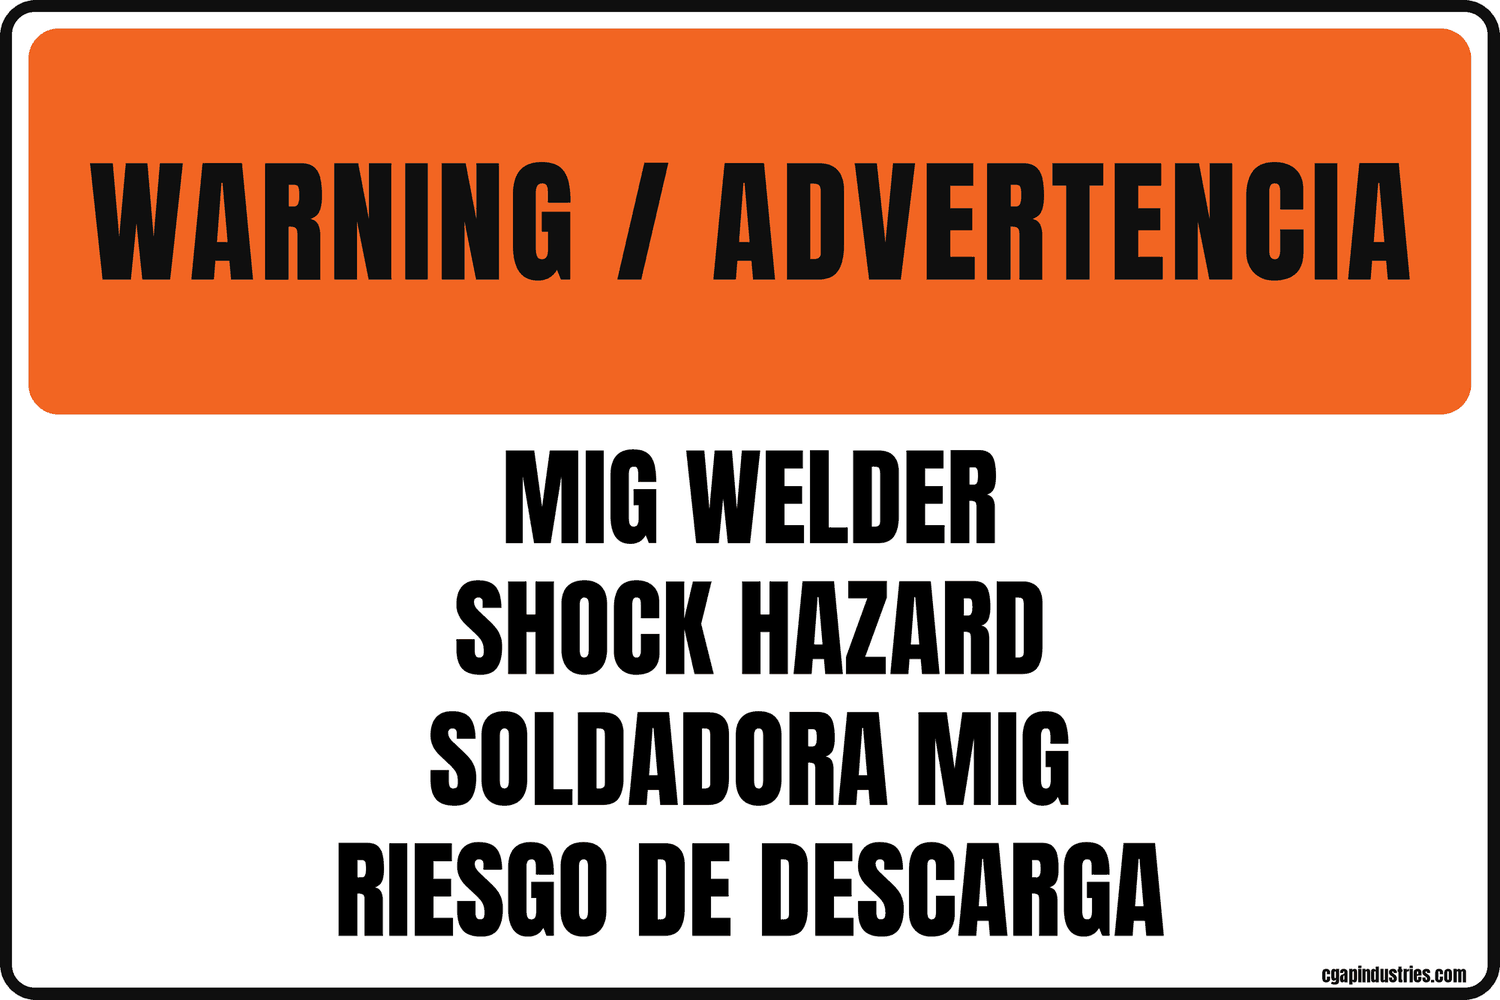 WARNING / ADVERTENCIA
MIG WELDER
SHOCK HAZARD
SOLDADORA MIG
RIESGO DE DESCARGA
cgapindustries.com